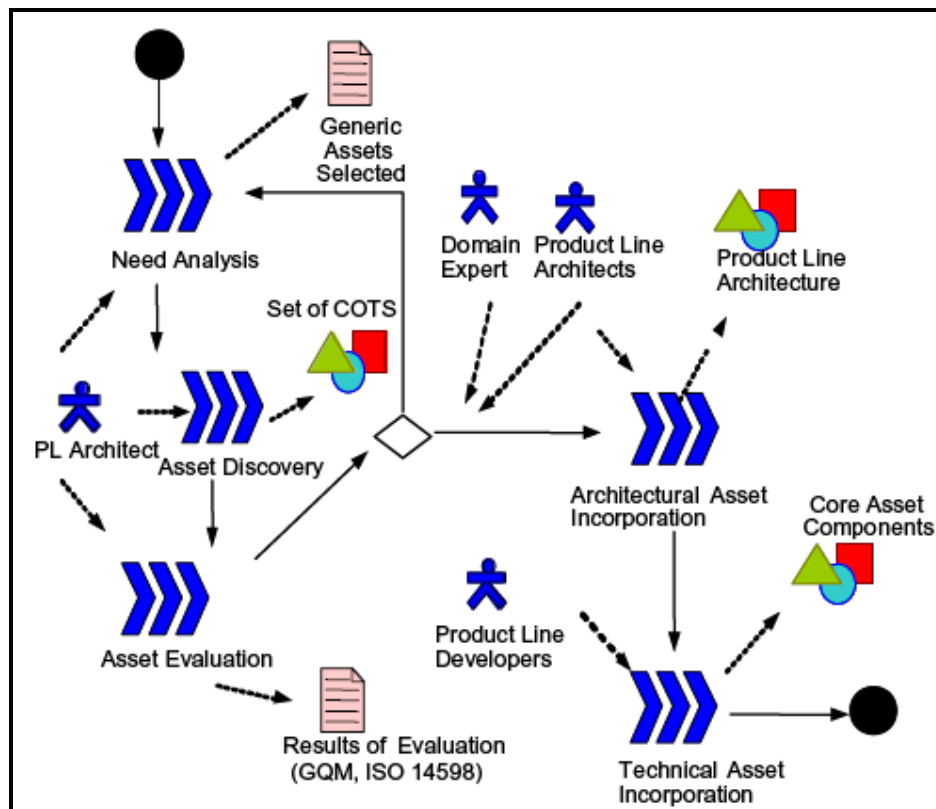 Generic
Assets
Selected
Need Analysis
Domain
Expert
Product Line
Architects
Product Line
Architecture
Set of COTS
PL Architect
Asset Discovery
Architectural Asset
Incorporation
Core Asset
Components
Asset Evaluation
Product Line
Developers
Results of Evaluation
(GQM, ISO 14598)
Technical Asset
Incorporation